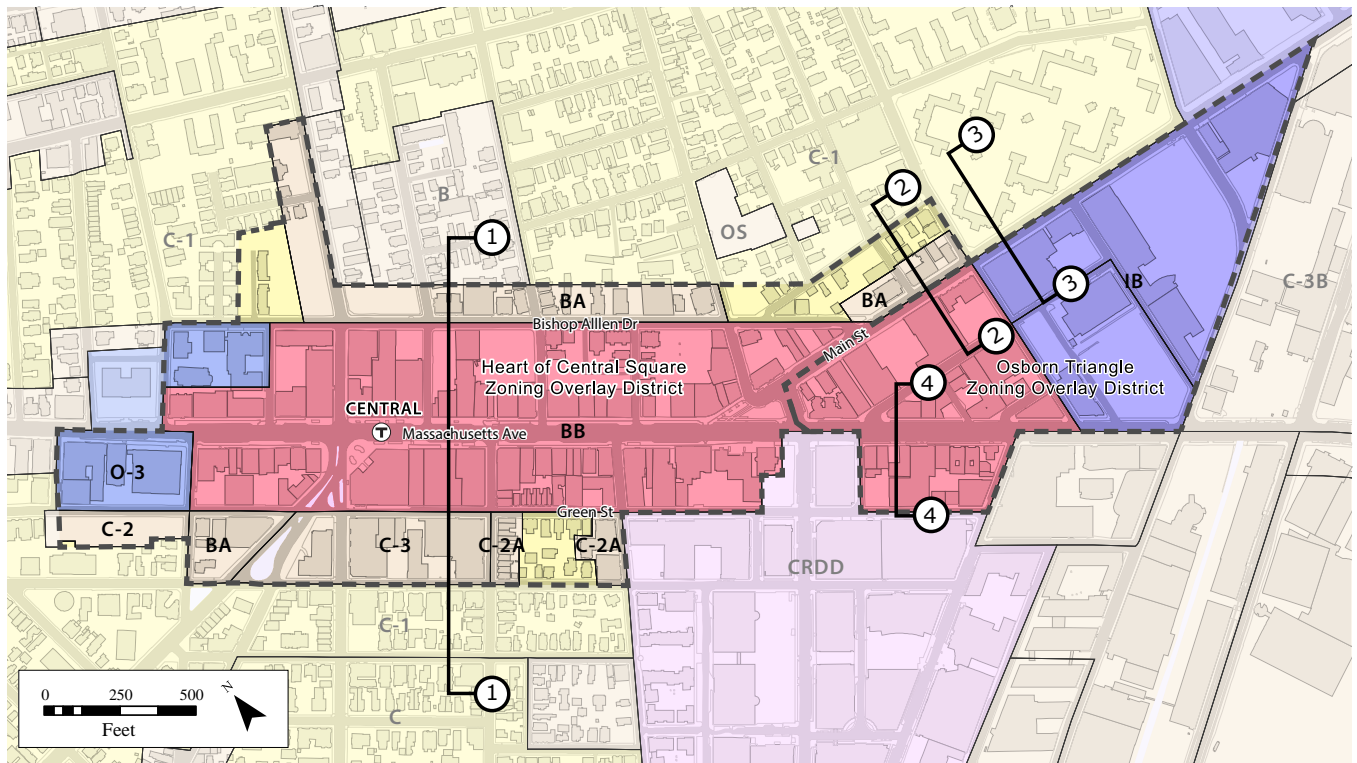 3
C-1
2
B
1
C-1
OS
3
IB
C-3B
BA
BA
Bishop Alllen Dr
2
Main St
Heart of Central Square
Zoning Overlay District
Osborn Triangle
Zoning Overlay District
4
CENTRAL
T
Massachusetts Ave
BB
O-3
Green St
4
C-2
BA
C-3
C-2A
C-2A
CRDD
C-1
1
C
0 250 500
Feet
N